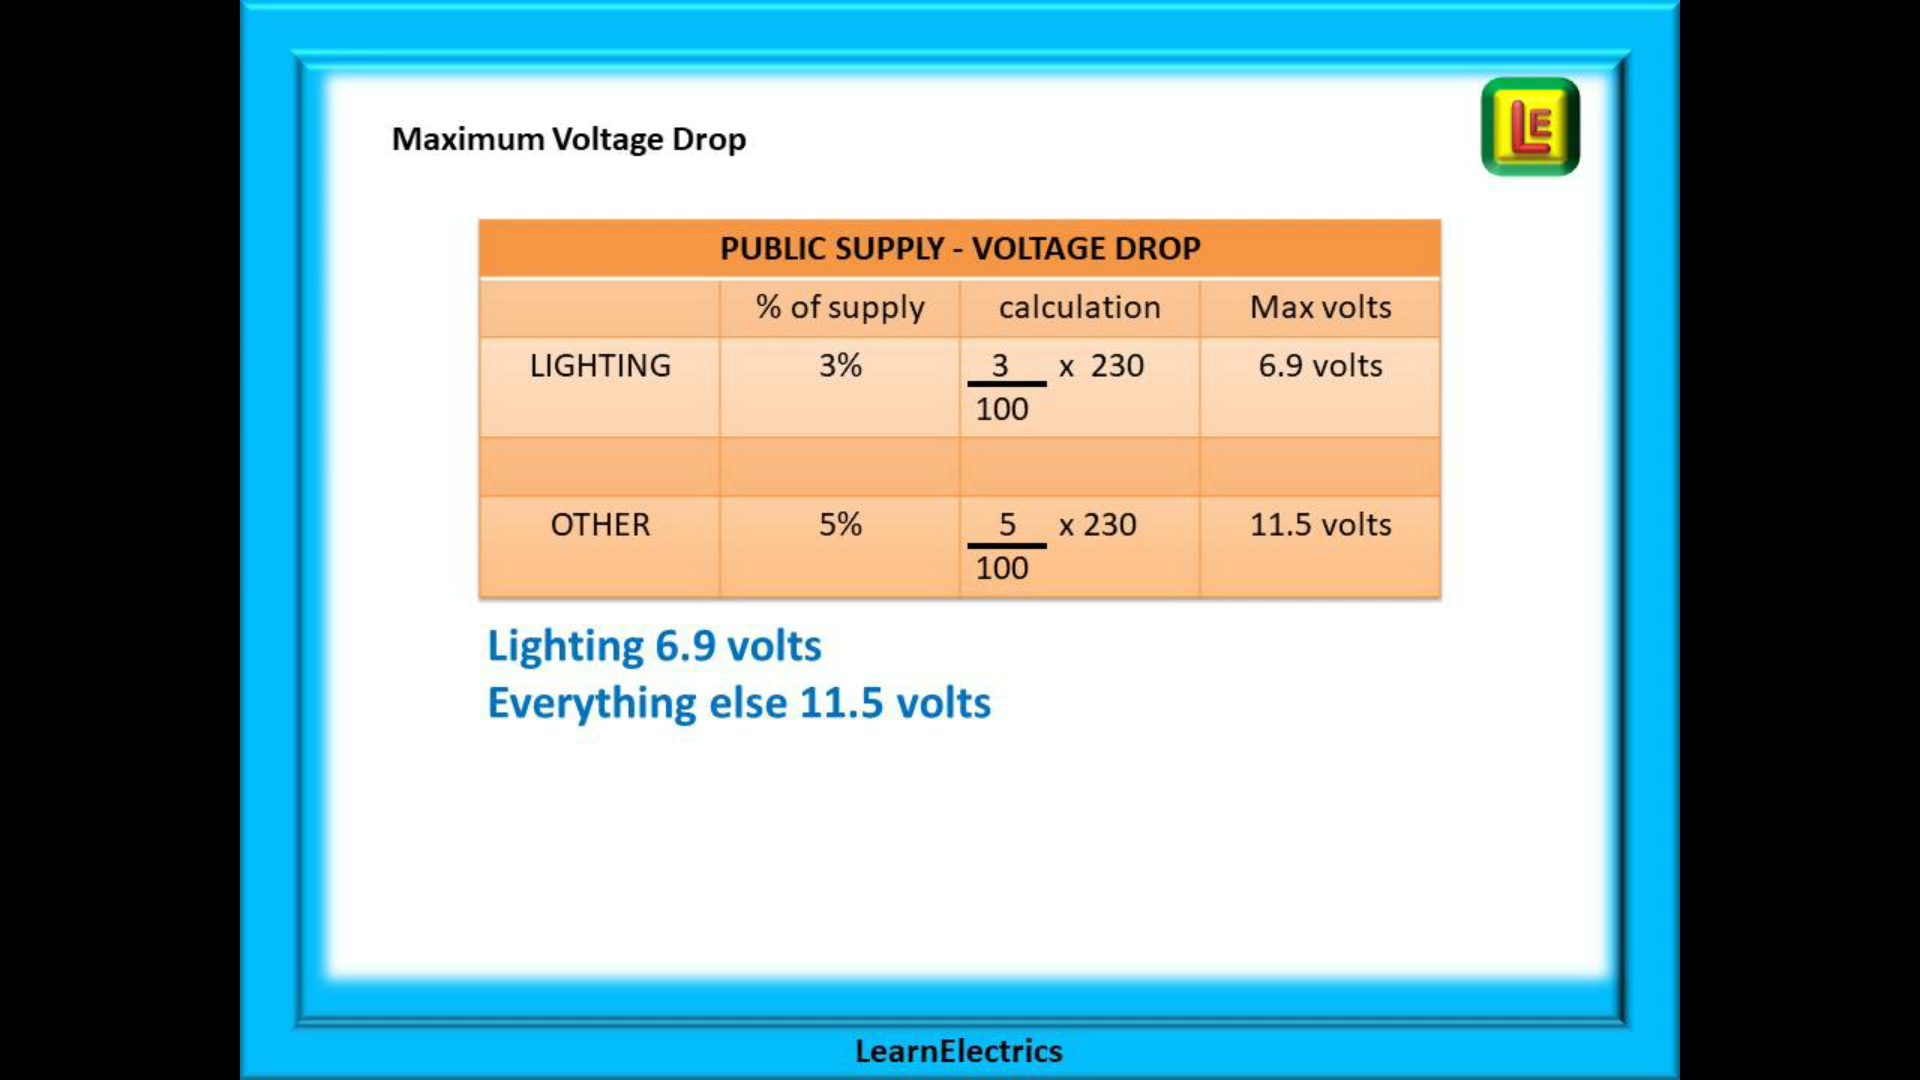 Maximum Voltage Drop
LE
PUBLIC SUPPLY - VOLTAGE DROP
% of supply calculation Max volts
LIGHTING 3% 3 x 230 6.9 volts
100
OTHER 5% 5 x 230 11.5 volts
100
Lighting 6.9 volts
Everything else 11.5 volts
LearnElectrics